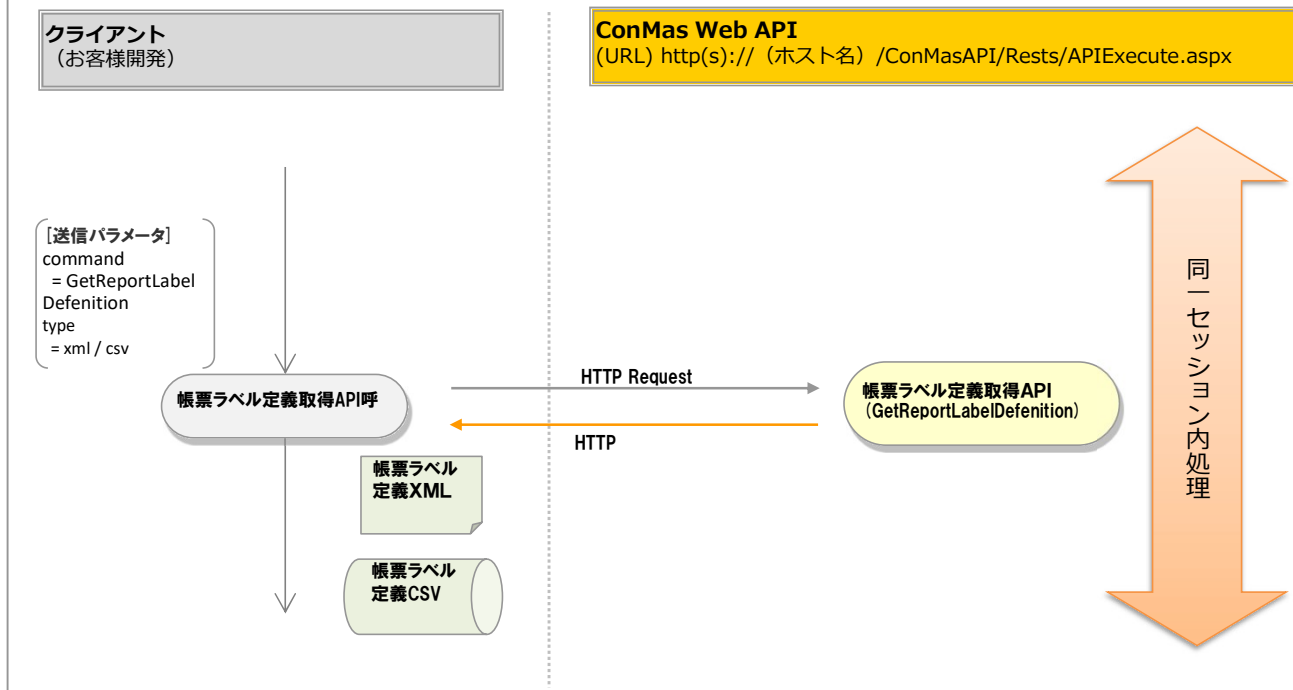 クライアント
（お客様開発）
ConMas Web API
(URL) http(s)://（ホスト名）/ConMasAPI/Rests/APIExecute.aspx
[送信パラメータ]
command
= GetReportLabel
Defenition
type
= xml / csv
帳票ラベル定義取得API呼
HTTP Request
HTTP
帳票ラベル定義取得API
（GetReportLabelDefenition）
帳票ラベル
定義XML
帳票ラベル
定義CSV
同一セッション内処理